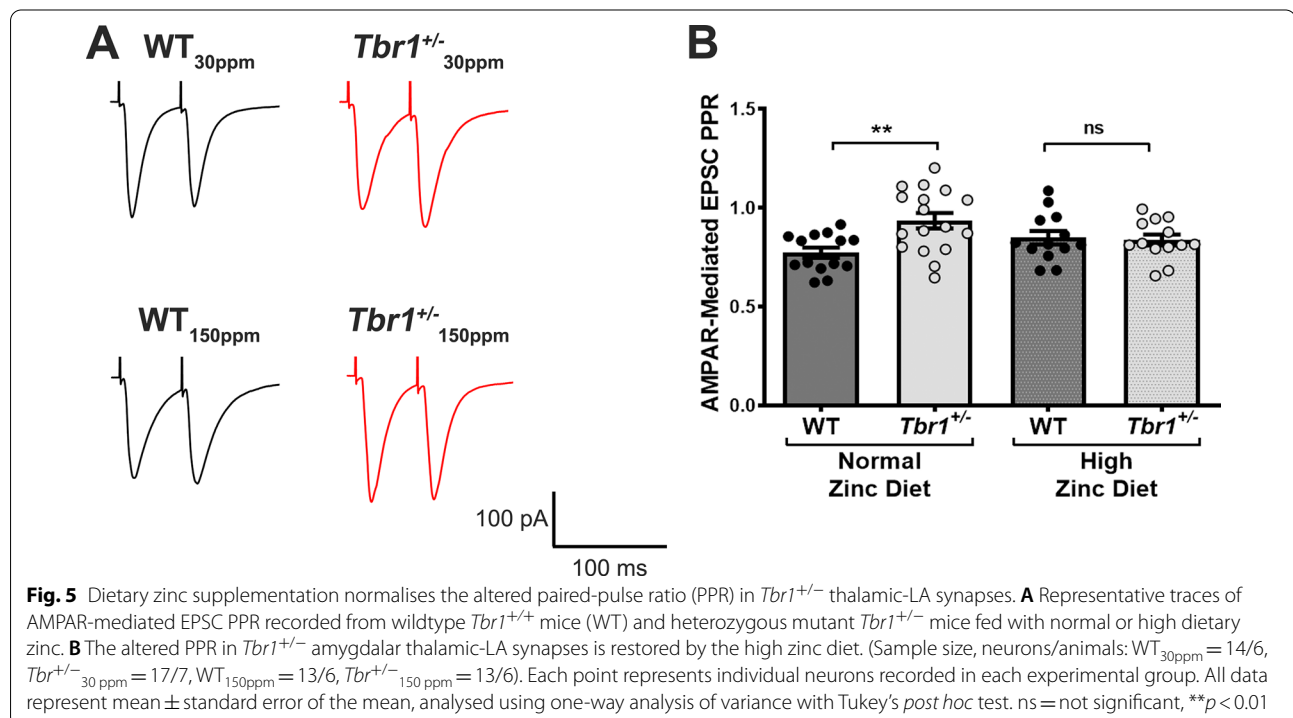 A
WT30ppm
Tbr1+/-30ppm
WT150ppm
Tbr1+/-150ppm
100 pA
100 ms
B
AMPAR-Mediated EPSC PPR
1.5
1.0
0.5
0.0
**
ns
WT
Tbr1+/-
WT
Tbr1+/-
Normal
Zinc Diet
High
Zinc Diet
Fig. 5 Dietary zinc supplementation normalises the altered paired-pulse ratio (PPR) in Tbr1+/− thalamic-LA synapses. A Representative traces of
AMPAR-mediated EPSC PPR recorded from wildtype Tbr1+/+ mice (WT) and heterozygous mutant Tbr1+/− mice fed with normal or high dietary
zinc. B The altered PPR in Tbr1+/− amygdalar thalamic-LA synapses is restored by the high zinc diet. (Sample size, neurons/animals: WT30ppm = 14/6,
Tbr+/−30 ppm = 17/7, WT150ppm = 13/6, Tbr+/−150 ppm = 13/6). Each point represents individual neurons recorded in each experimental group. All data
represent mean ± standard error of the mean, analysed using one-way analysis of variance with Tukey's post hoc test. ns = not significant, **p < 0.01